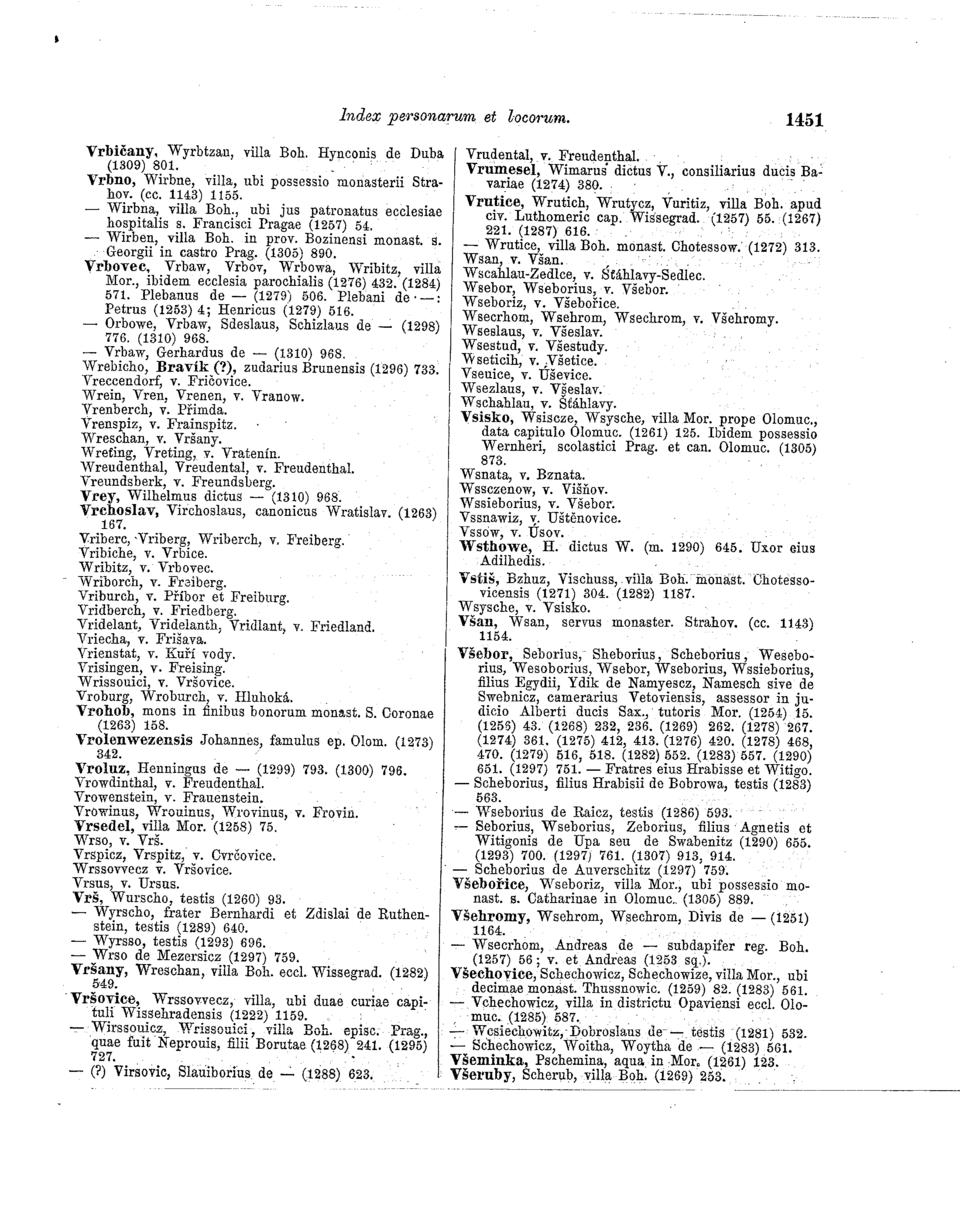 Index personarum et locorum.
1451
Vrbičany, Wyrbtzan, villa Boh. Hynconis de Duba
(1309) 801.
Vrbno, Wirbne, villa, ubi possessio monasterii Stra-
hov. (cc. 1143) 1155.
— Wirbna, villa Boh., ubi jus patronatus ecclesiae
hospitalis s. Francisci Pragae (1257) 54.
— Wirben, villa Boh. in prov. Bozinensi monast. s.
Georgii in castro Prag. (1305) 890.
Vrbovec, Vrbaw, Vrbov, Wrbowa, Wribitz, villa
Mor., ibidem ecclesia parochialis (1276) 432. (1284)
571. Plebanus de — (1279) 506. Plebani de —:
Petrus (1253) 4; Henricus (1279) 516.
— Orbowe, Vrbaw, Sdeslaus, Schizlaus de — (1298)
776. (1310) 968.
— Vrbaw, Gerhardus de — (1310) 968.
Wrebicho, Bravík (?), zudarius Brunensis (1296) 733.
Vreccendorf, v. Fričovice.
Wrein, Vren, Vrenen, v. Vranow.
Vrenberch, v. Přimda.
Vrenspiz, v. Frainspitz.
Wreschan, v. Vršany.
Wreting, Vreting, v. Vratenín.
Wreudenthal, Vreudental, v. Freudenthal.
Vreundsberk, v. Freundsberg.
Vrey, Wilhelmus dictus — (1310) 968.
Vrchoslav, Virchoslaus, canonicus Wratislav. (1263)
167.
Vriberc, Vriberg, Wriberch, v. Freiberg.
Vribiche, v. Vrbice.
Wribitz, v. Vrbovec.
Wriborch, v. Freiberg.
Vriburch, v. Příbor et Freiburg.
Vridberch, v. Friedberg.
Vridelant, Vridelanth, Vridlant, v. Friedland.
Vriecha, v. Frišava.
Vrienstat, v. Kuří vody.
Vrisingen, v. Freising.
Wrissouici, v. Vršovice.
Vroburg, Wroburch, v. Hluhoká.
Vrohob, mons in finibus bonorum monast. S. Coronae
(1263) 158.
Vrolenwezensis Johannes, famulus ep. Olom. (1273)
342.
Vroluz, Henningus de — (1299) 793. (1300) 796.
Vrowdinthal, v. Freudenthal.
Vrowenstein, v. Frauenstein.
Vrowinus, Wrouinus, Wrovinus, v. Frovin.
Vrsedel, villa Mor. (1258) 75.
Wrso, v. Vrš.
Vrspicz, Vrspitz, v. Cvrčovice.
Wrssovvecz v. Vršovice.
Vrsus, v. Ursus.
Vrš, Wurscho, testis (1260) 93.
— Wyrscho, frater Bernhardi et Zdislai de Ruthen-
stein, testis (1289) 640.
— Wyrsso, testis (1293) 696.
— Wrso de Mezersicz (1297) 759.
Vršany, Wreschan, villa Boh. eccl. Wissegrad. (1282)
549.
Vršovice, Wrssovvecz, villa, ubi duae curiae capi-
tuli Wissehradensis (1222) 1159.
— Wirssouicz, Wrissouici, villa Boh. episc. Prag.,
quae fuit Neprouis, filii Borutae (1268) 241. (1295)
727.
— (?) Virsovic, Slauiborius de — (1288) 623.
Vrudental, v. Freudenthal.
Vrumesel, Wimarus dictus V., consiliarius ducis Ba-
variae (1274) 380.
Vrutice, Wrutich, Wrutycz, Vuritiz, villa Boh. apud
civ. Luthomeric cap. Wissegrad. (1257) 55. (1267)
221. (1287) 616.
— Wrutice, villa Boh. monast. Chotessow. (1272) 313.
Wsan, v. Všan.
Wscahlau-Zedlce, v. Šťáhlavy-Sedlec.
Wsebor, Wseborius, v. Všebor.
Wseboriz, v. Všebořice.
Wsecrhom, Wsehrom, Wsechrom, v. Všehromy.
Wseslaus, v. Všeslav.
Wsestud, v. Všestudy.
Wseticih, v. Všetice.
Vseuice, v. Úševice.
Wsezlaus, v. Všeslav.
Wschahlau, v. Šťáhlavy.
Vsisko, Wsiscze, Wsysche, villa Mor. prope Olomuc.,
data capitulo Olomuc. (1261) 125. Ibidem possessio
Wernheri, scolastici Prag. et can. Olomuc. (1305)
873.
Wsnata, v. Bznata.
Wssczenow, v. Višňov.
Wssieborius, v. Všebor.
Vssnawiz, v. Uštěnovice.
Vssow, v. Úsov.
Wsthowe, H. dictus W. (m. 1290) 645. Uxor eius
Adilhedis.
Vstiš, Bzhuz, Vischuss, villa Boh. monast. Chotesso-
vicensis (1271) 304. (1282) 1187.
Wsysche, v. Vsisko.
Všan, Wsan, servus monaster. Strahov. (cc. 1143)
1154.
Všebor, Seborius, Sheborius, Scheborius, Wesebo-
rius, Wesoborius, Wsebor, Wseborius, Wssieborius,
filius Egydii, Ydik de Namyescz, Namesch sive de
Swebnicz, camerarius Vetoviensis, assessor in ju-
dicio Alberti ducis Sax., tutoris Mor. (1254) 15.
(1256) 43. (1268) 232, 236. (1269) 262. (1278) 267.
(1274) 361. (1275) 412, 413. (1276) 420. (1278) 468,
470. (1279) 516, 518. (1282) 552. (1283) 557. (1290)
651. (1297) 751. — Fratres eius Hrabisse et Witigo.
— Scheborius, filius Hrabisii de Bobrowa, testis (1283)
563.
— Wseborius de Raicz, testis (1286) 593.
— Seborius, Wseborius, Zeborius, filius Agnetis et
Witigonis de Upa seu de Swabenitz (1290) 655.
(1293) 700. (1297) 761. (1307) 913, 914.
— Scheborius de Auverschitz (1297) 759.
Všebořice, Wseboriz, villa Mor., ubi possessio mo-
nast. s. Catharinae in Olomuc. (1305) 889.
Všehromy, Wsehrom, Wsechrom, Divis de — (1251)
1164.
— Wsecrhom, Andreas de — subdapifer reg. Boh.
(1257) 56; v. et Andreas (1253 sq.).
Všechovice, Schechowicz, Schechowize, villa Mor., ubi
decimae monast. Thussnowic. (1259) 82. (1283) 561.
— Vchechowicz, villa in districtu Opaviensi eccl. Olo-
muc. (1285) 587.
— Wcsiechowitz, Dobroslaus de — testis (1281) 532.
— Schechowicz, Woitha, Woytha de — (1283) 561.
Všeminka, Pschemina, aqua in Mor. (1261) 123.
Všeruby, Scherub, villa Boh. (1269) 253.